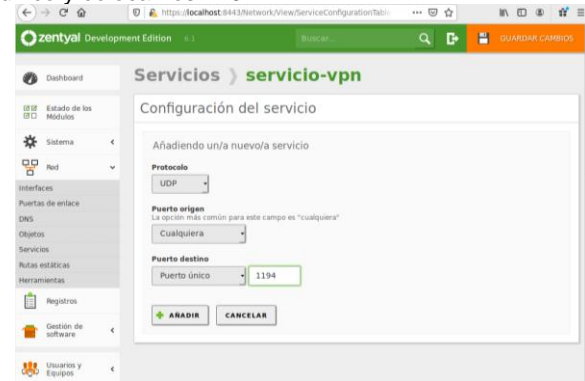 https://localhost:8443/Network/View/ServiceConfigurationTable
zentyal Development Edition 6.1
Buscar...
GUARDAR CAMBIOS
Dashboard
Estado de los
Módulos
Sistema
Red
Interfaces
Puertas de enlace
DNS
Objetos
Servicios
Rutas estáticas
Herramientas
Registros
Gestión de
software
Usuarios y
Equipos
Servicios servicio-vpn
Configuración del servicio
Añadiendo un/a nuevo/a servicio
Protocolo
UDP
Puerto origen
La opción más común para este campo es "cualquiera"
Cualquiera
Puerto destino
Puerto único 1194
AÑADIR CANCELAR